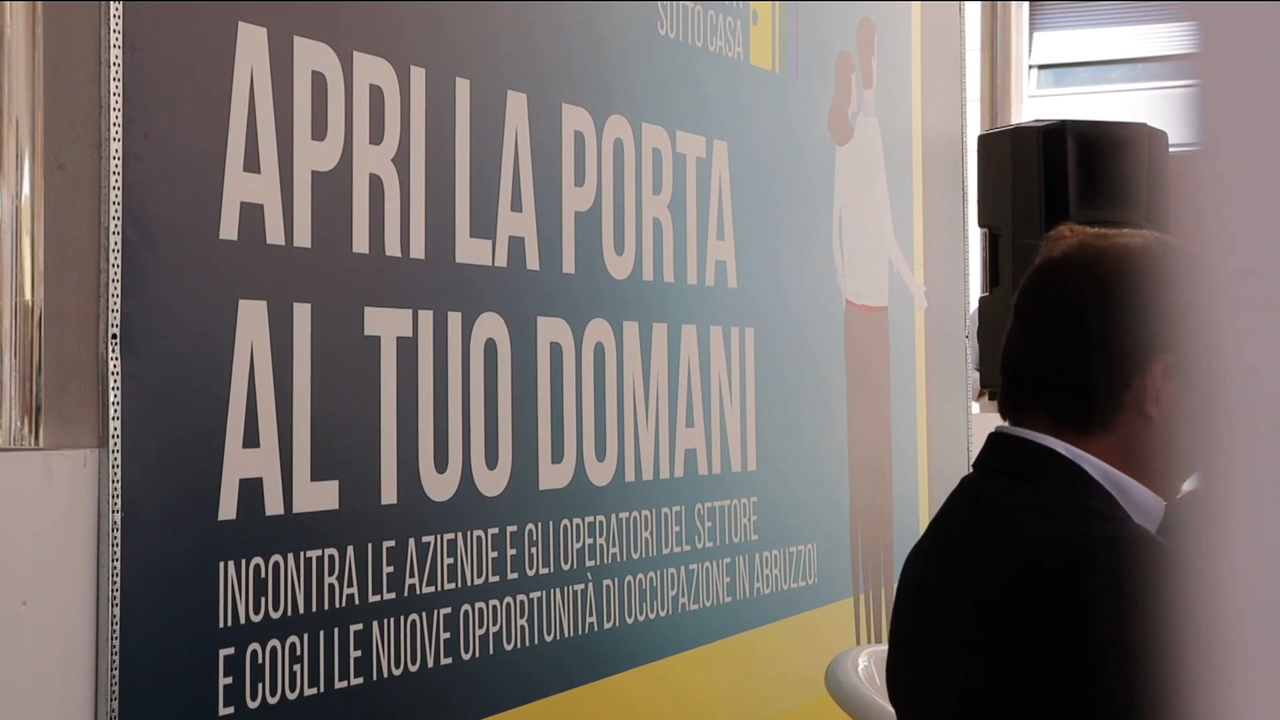 SOTTO CASA
APRI LA PORTA
AL TUO DOMANI
INCONTRA LE AZIENDE E GLI OPERATORI DEL SETTORE
E COGLI LE NUOVE OPPORTUNITÀ DI OCCUPAZIONE IN ABRUZZO!